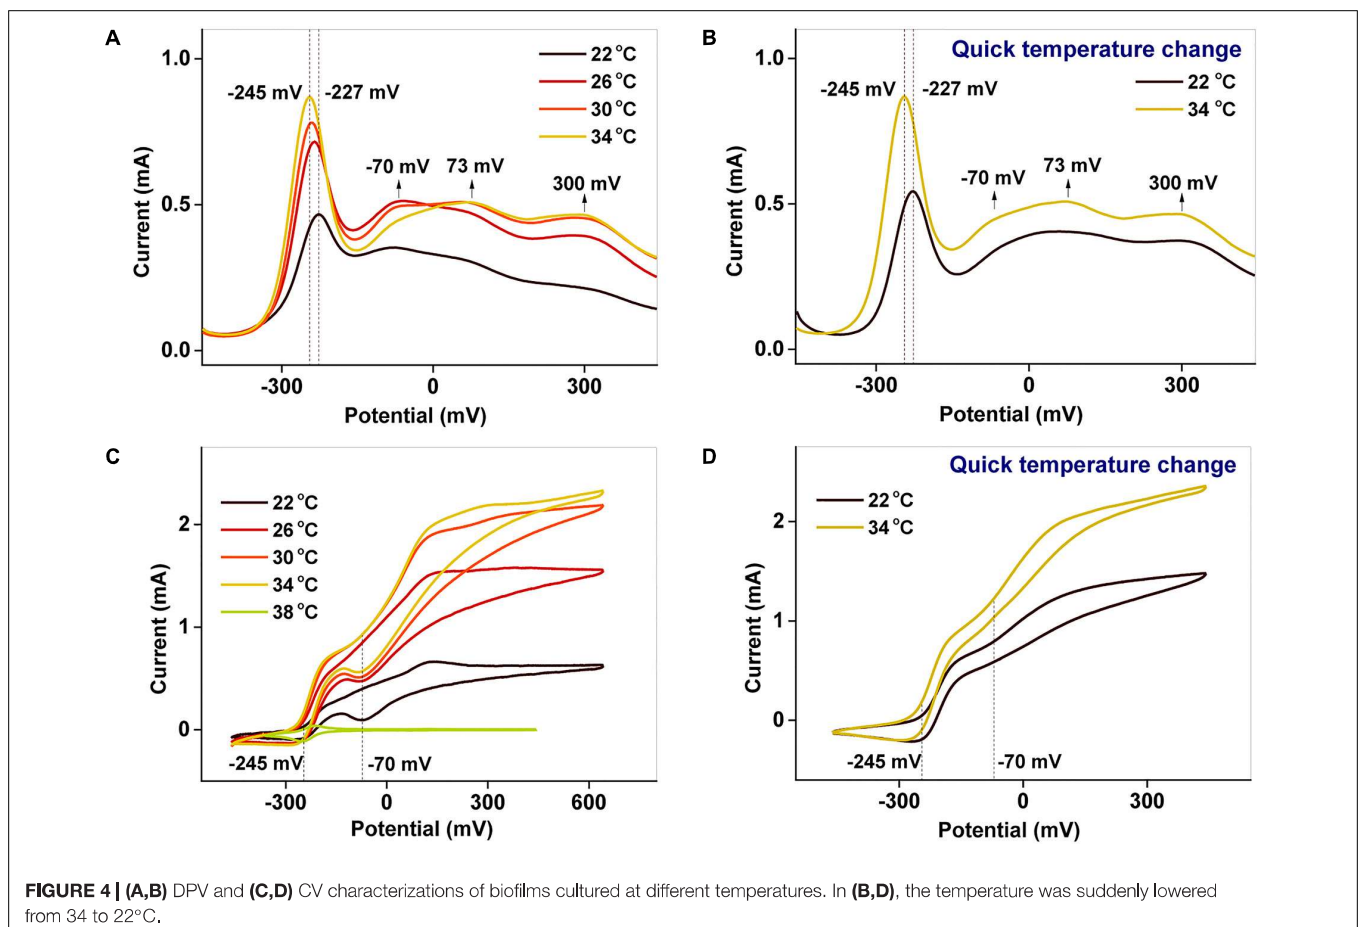 A
1.0
0.5
0.0
Current (mA)
-245 mV
-227 mV
-70 mV
73 mV
300 mV
22 °C
26 °C
30 °C
34 °C
-300
0
300
Potential (mV)
B
Quick temperature change
1.0
0.5
0.0
Current (mA)
-245 mV
-227 mV
-70 mV
73 mV
300 mV
22 °C
34 °C
-300
0
300
Potential (mV)
C
2
1
0
Current (mA)
22 °C
26 °C
30 °C
34 °C
38 °C
-245 mV
-70 mV
-300
0
300
600
Potential (mV)
D
Quick temperature change
2
1
0
Current (mA)
22 °C
34 °C
-245 mV
-70 mV
-300
0
300
Potential (mV)
FIGURE 4 | (A,B) DPV and (C,D) CV characterizations of biofilms cultured at different temperatures. In (B,D), the temperature was suddenly lowered
from 34 to 22°C.